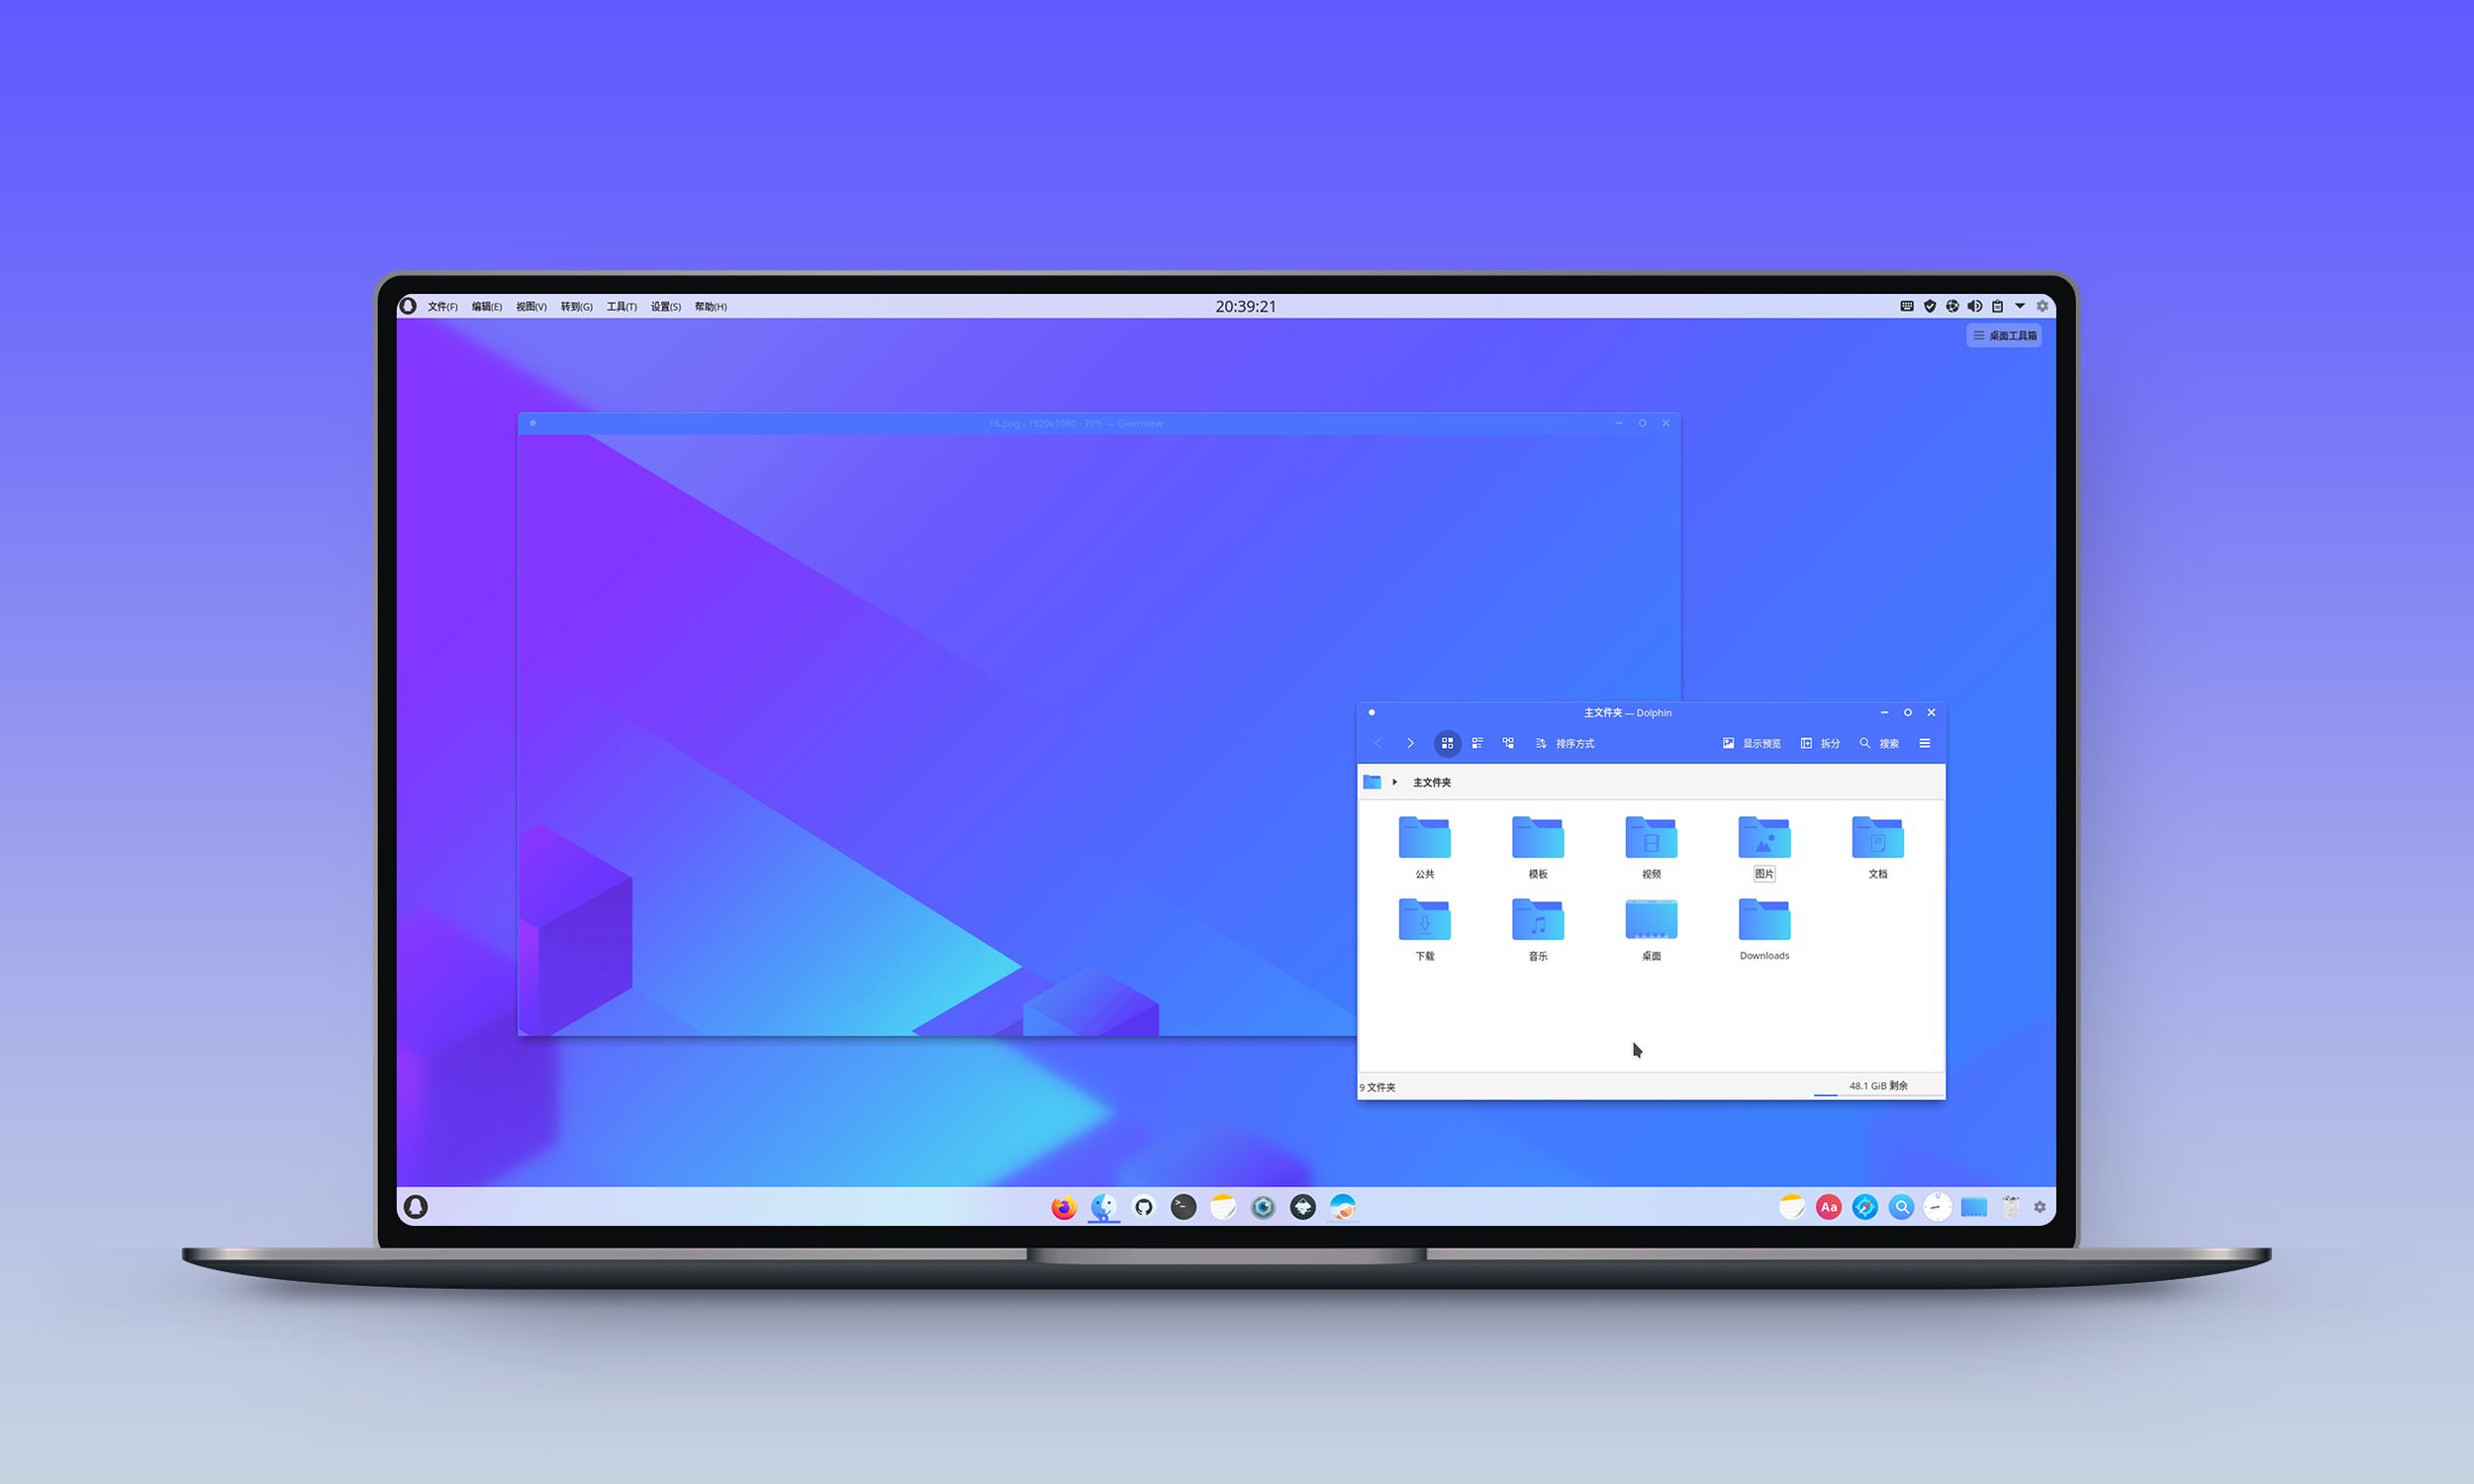 文件(F) 编辑(E) 视图(V) 转到(G) 工具(T) 设置(S) 帮助(H) 20:39:21
桌面工具箱
16.png - 1920x1080 - 70% — Gwenview
主文件夹 — Dolphin
排序方式 显示预览 拆分 搜索
主文件夹
公共 模板 视频 图片 文档
下载 音乐 桌面 Downloads
9 文件夹 48.1 GiB 剩余
>_ Aa 12